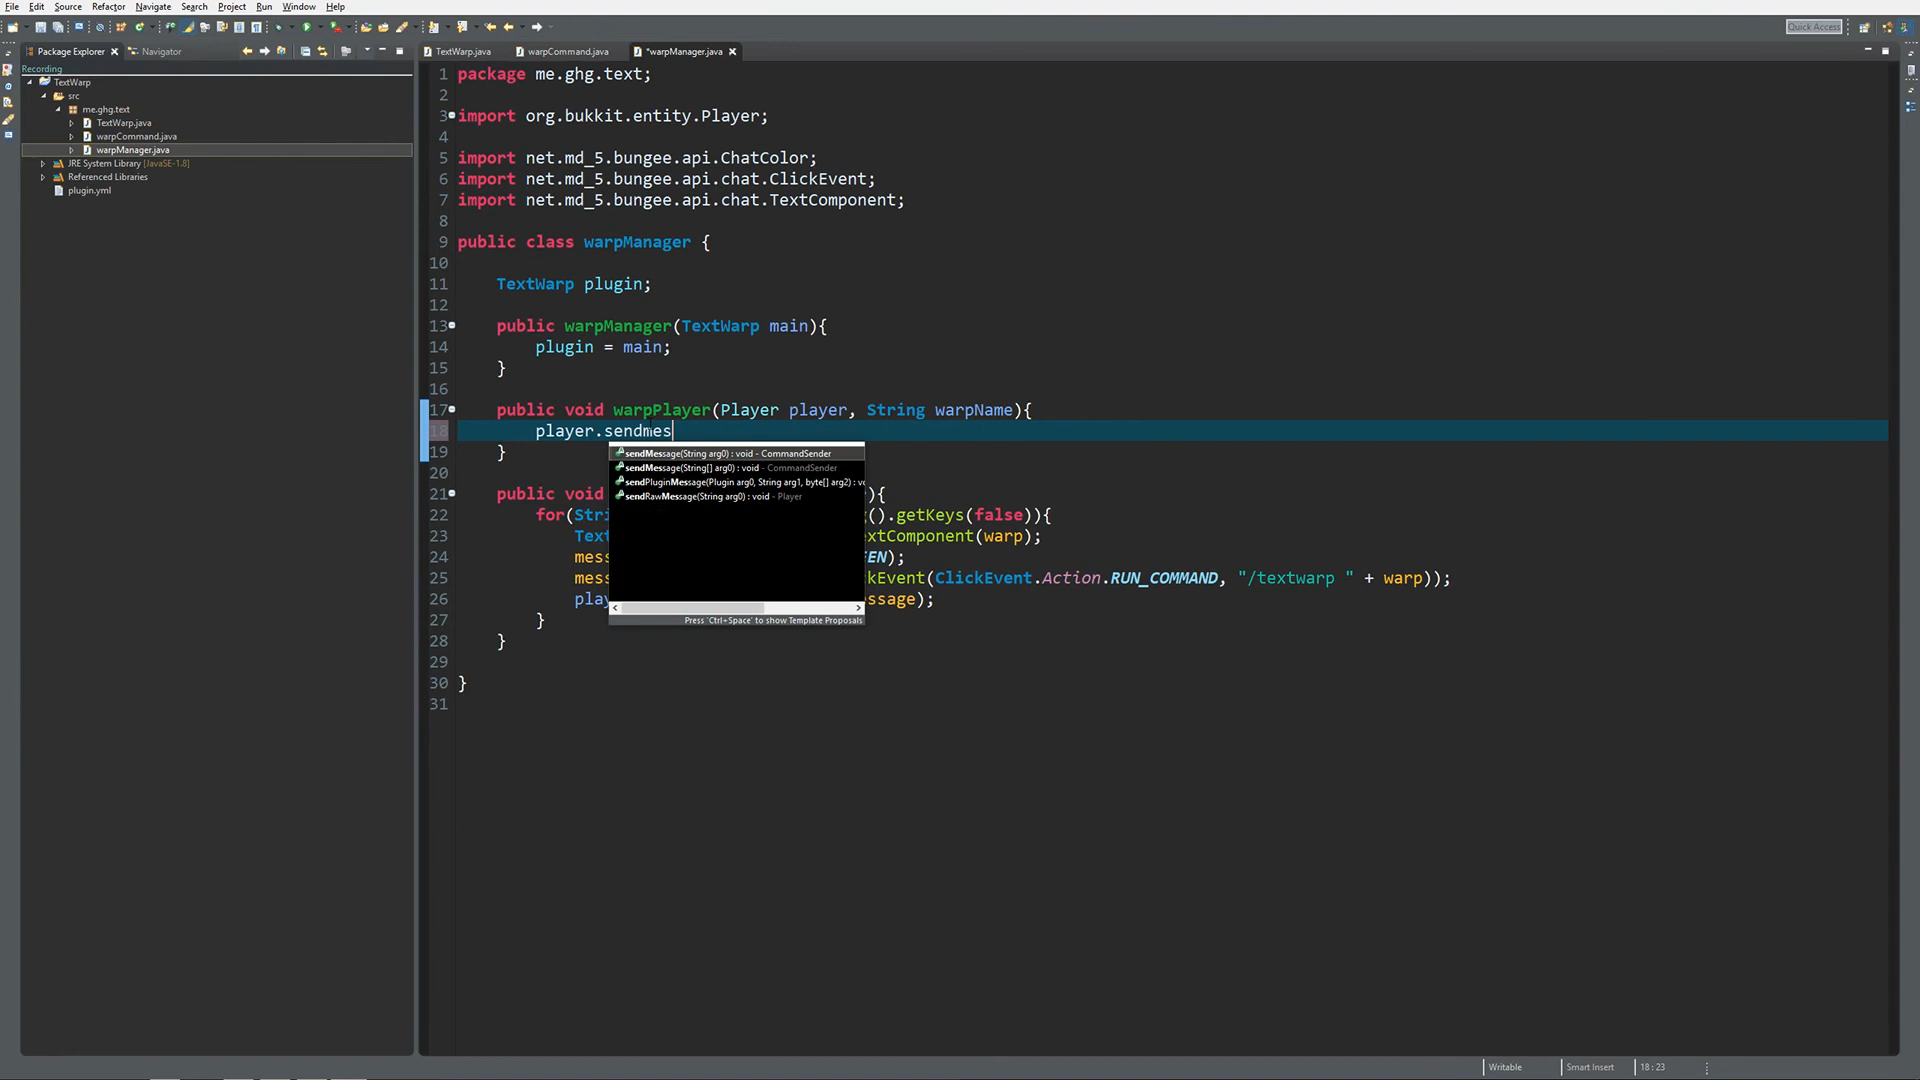 File Edit Source Refactor Navigate Search Project Run Window Help
Quick Access
Package Explorer Navigator
TextWarp.java warpCommand.java *warpManager.java
Recording
TextWarp
src
me.ghg.text
TextWarp.java
warpCommand.java
warpManager.java
JRE System Library [JavaSE-1.8]
Referenced Libraries
plugin.yml
1 package me.ghg.text;
2
3 import org.bukkit.entity.Player;
4
5 import net.md_5.bungee.api.ChatColor;
6 import net.md_5.bungee.api.chat.ClickEvent;
7 import net.md_5.bungee.api.chat.TextComponent;
8
9 public class warpManager {
10
11 TextWarp plugin;
12
13 public warpManager(TextWarp main){
14 plugin = main;
15 }
16
17 public void warpPlayer(Player player, String warpName){
18 player.sendmes
19 }
20
21 public void ){
22 for(Stri ().getKeys(false)){
23 Tex extComponent(warp);
24 mess EEN);
25 mess ckEvent(ClickEvent.Action.RUN_COMMAND, "/textwarp " + warp));
26 play ssage);
27 }
28 }
29
30 }
31
sendMessage(String arg0) : void - CommandSender
sendMessage(String[] arg0) : void - CommandSender
sendPluginMessage(Plugin arg0, String arg1, byte[] arg2) : vo
sendRawMessage(String arg0) : void - Player
Press 'Ctrl+Space' to show Template Proposals
Writable Smart Insert 18 : 23